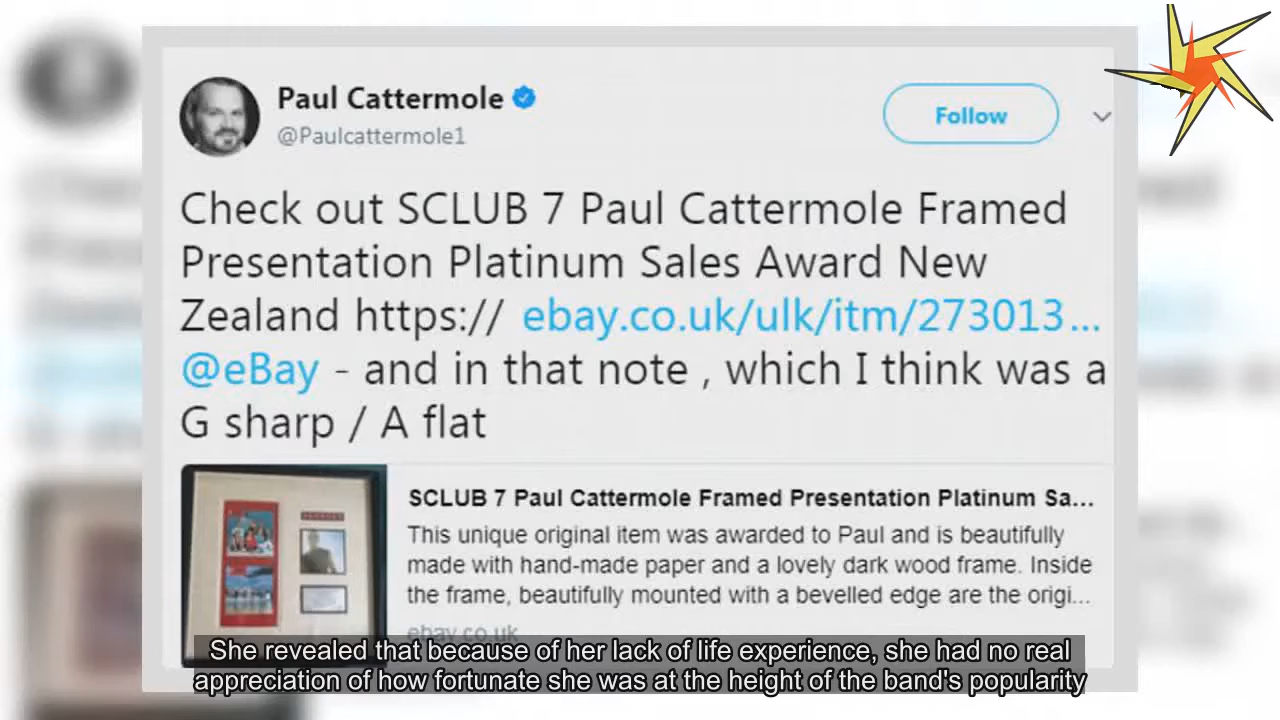 Paul Cattermole
@Paulcattermole1
Follow
Check out SCLUB 7 Paul Cattermole Framed
Presentation Platinum Sales Award New
Zealand https:// ebay.co.uk/ulk/itm/273013...
@eBay - and in that note , which I think was a
G sharp / A flat
SCLUB 7 Paul Cattermole Framed Presentation Platinum Sa...
This unique original item was awarded to Paul and is beautifully
made with hand-made paper and a lovely dark wood frame. Inside
the frame, beautifully mounted with a bevelled edge are the origi...
ebay.co.uk
She revealed that because of her lack of life experience, she had no real
appreciation of how fortunate she was at the height of the band's popularity